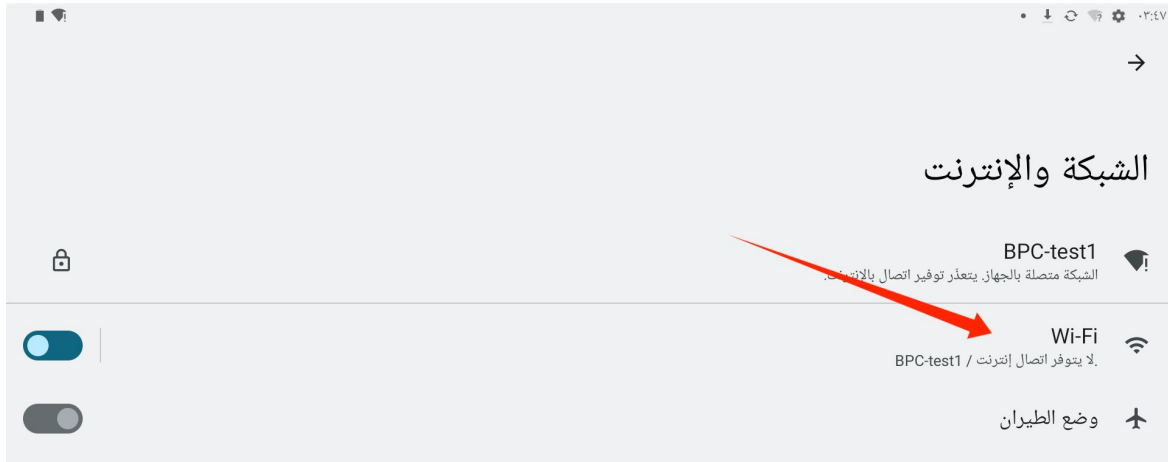 ٠٣:٤٧
الشبكة والإنترنت
BPC-test1
الشبكة متصلة بالجهاز. يتعذّر توفير اتصال بالإنترنت.
Wi-Fi
لا يتوفر اتصال إنترنت / BPC-test1.
وضع الطيران